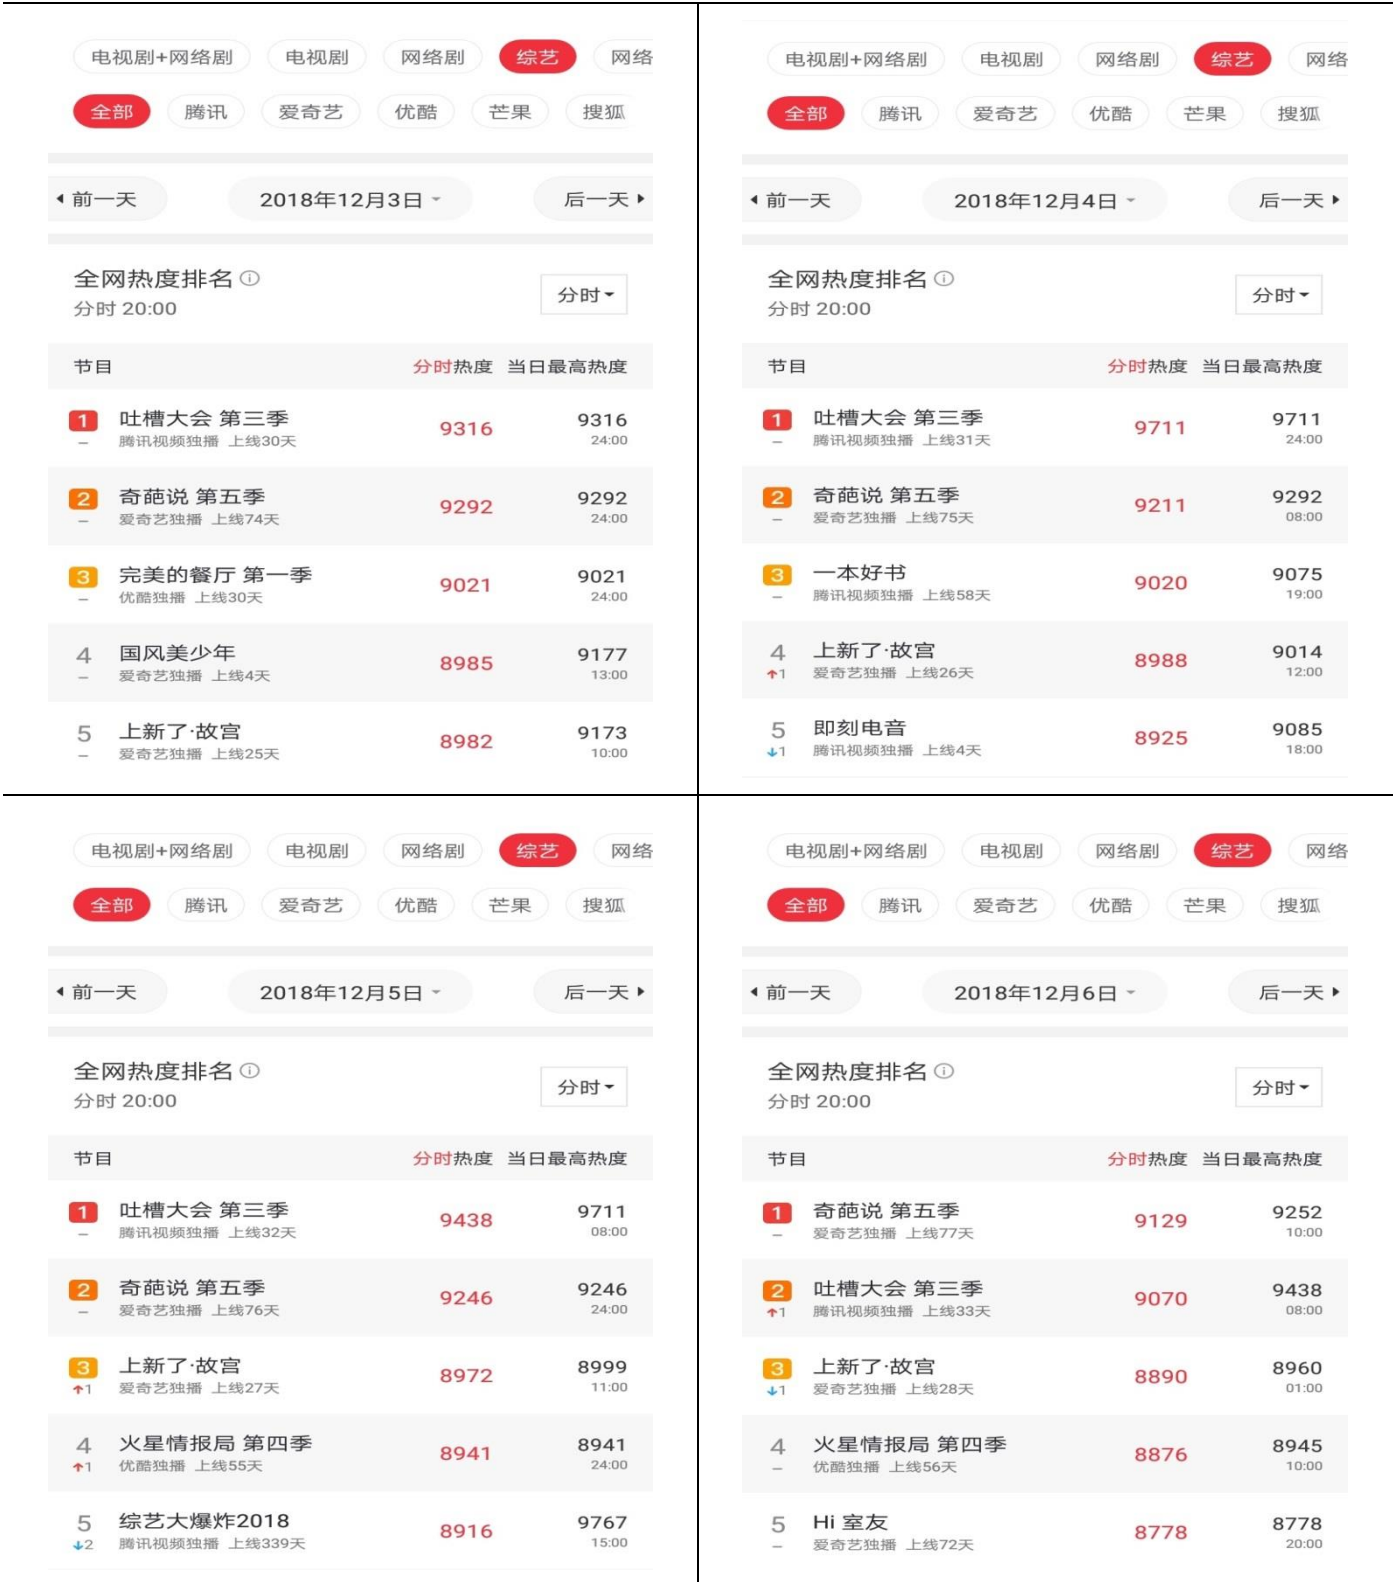 电视剧+网络剧 电视剧 网络剧 综艺 网络
全部 腾讯 爱奇艺 优酷 芒果 搜狐
前一天 2018年12月3日 后一天
全网热度排名
分时 20:00
分时
节目 分时热度 当日最高热度
1 吐槽大会 第三季 9316 9316
– 腾讯视频独播 上线30天 24:00
2 奇葩说 第五季 9292 9292
– 爱奇艺独播 上线74天 24:00
3 完美的餐厅 第一季 9021 9021
– 优酷独播 上线30天 24:00
4 国风美少年 8985 9177
– 爱奇艺独播 上线4天 13:00
5 上新了·故宫 8982 9173
– 爱奇艺独播 上线25天 10:00
电视剧+网络剧 电视剧 网络剧 综艺 网络
全部 腾讯 爱奇艺 优酷 芒果 搜狐
前一天 2018年12月4日 后一天
全网热度排名
分时 20:00
分时
节目 分时热度 当日最高热度
1 吐槽大会 第三季 9711 9711
– 腾讯视频独播 上线31天 24:00
2 奇葩说 第五季 9211 9292
– 爱奇艺独播 上线75天 08:00
3 一本好书 9020 9075
– 腾讯视频独播 上线58天 19:00
4 上新了·故宫 8988 9014
↑1 爱奇艺独播 上线26天 12:00
5 即刻电音 8925 9085
↓1 腾讯视频独播 上线4天 18:00
电视剧+网络剧 电视剧 网络剧 综艺 网络
全部 腾讯 爱奇艺 优酷 芒果 搜狐
前一天 2018年12月5日 后一天
全网热度排名
分时 20:00
分时
节目 分时热度 当日最高热度
1 吐槽大会 第三季 9438 9711
– 腾讯视频独播 上线32天 08:00
2 奇葩说 第五季 9246 9246
– 爱奇艺独播 上线76天 24:00
3 上新了·故宫 8972 8999
↑1 爱奇艺独播 上线27天 11:00
4 火星情报局 第四季 8941 8941
↑1 优酷独播 上线55天 24:00
5 综艺大爆炸2018 8916 9767
↓2 腾讯视频独播 上线339天 15:00
电视剧+网络剧 电视剧 网络剧 综艺 网络
全部 腾讯 爱奇艺 优酷 芒果 搜狐
前一天 2018年12月6日 后一天
全网热度排名
分时 20:00
分时
节目 分时热度 当日最高热度
1 奇葩说 第五季 9129 9252
– 爱奇艺独播 上线77天 10:00
2 吐槽大会 第三季 9070 9438
↑1 腾讯视频独播 上线33天 08:00
3 上新了·故宫 8890 8960
↓1 爱奇艺独播 上线28天 01:00
4 火星情报局 第四季 8876 8945
– 优酷独播 上线56天 10:00
5 Hi 室友 8778 8778
– 爱奇艺独播 上线72天 20:00